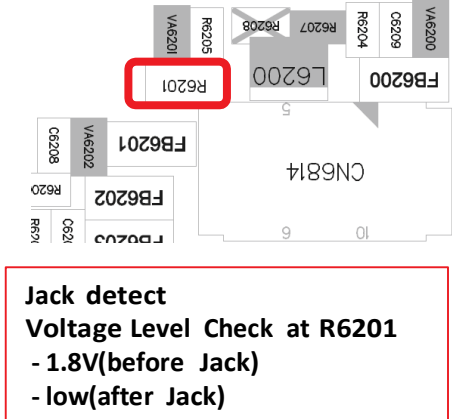 VA6201
R6205
R6208
R6207
R6204
C6209
VA6200
R6201
L6200
FB6200
5
CN6814
C6208
VA6202
FB6201
FB6202
6
10
Jack detect
Voltage Level Check at R6201
- 1.8V(before Jack)
- low(after Jack)